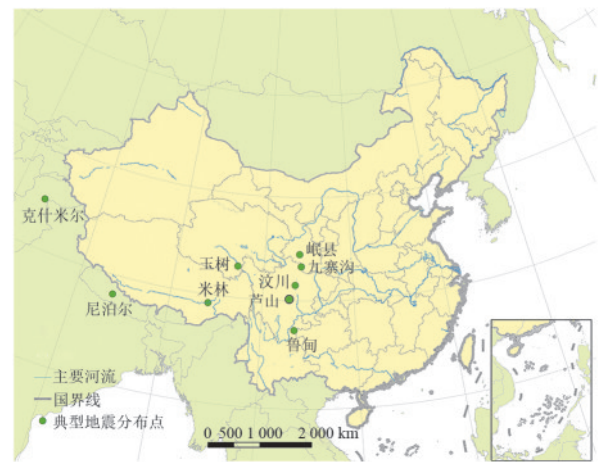 克什米尔
岷县
玉树
九寨沟
汶川
米林
芦山
尼泊尔
鲁甸
主要河流
国界线
典型地震分布点
0 500 1 000 2 000 km